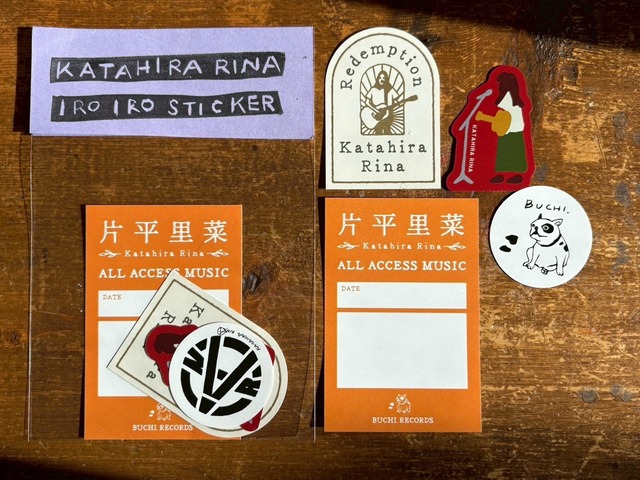 KATAHIRA RINA
IRO IRO STICKER
Redemption
Katahira
Rina
KATAHIRA RINA
BUCHI.
片平里菜
Katahira Rina
ALL ACCESS MUSIC
DATE
BUCHI RECORDS
片平里菜
Katahira Rina
ALL ACCESS MUSIC
DATE
BUCHI RECORDS